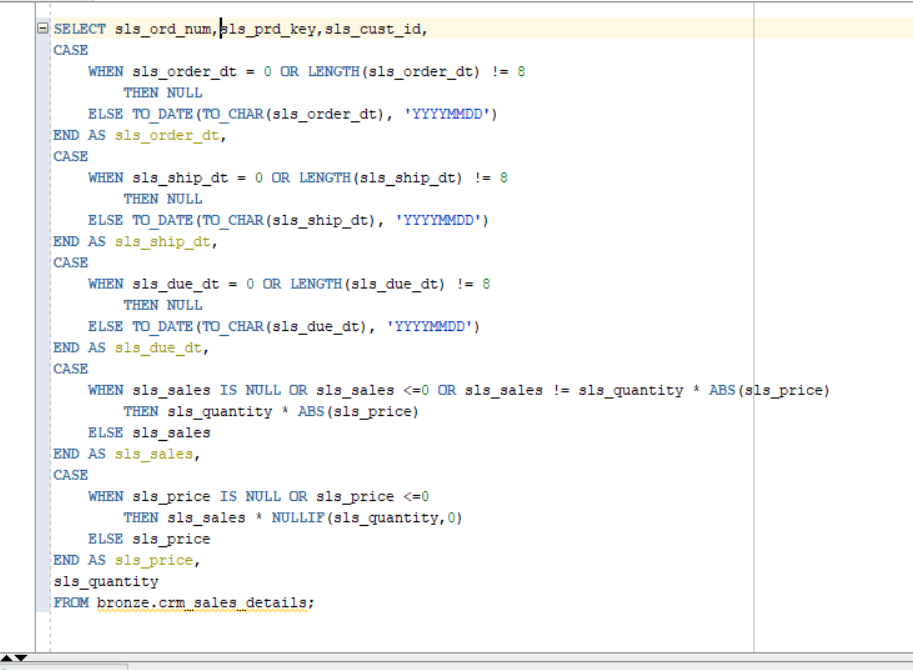 SELECT sls_ord_num,sls_prd_key,sls_cust_id,
CASE
    WHEN sls_order_dt = 0 OR LENGTH(sls_order_dt) != 8
        THEN NULL
    ELSE TO_DATE(TO_CHAR(sls_order_dt), 'YYYYMMDD')
END AS sls_order_dt,
CASE
    WHEN sls_ship_dt = 0 OR LENGTH(sls_ship_dt) != 8
        THEN NULL
    ELSE TO_DATE(TO_CHAR(sls_ship_dt), 'YYYYMMDD')
END AS sls_ship_dt,
CASE
    WHEN sls_due_dt = 0 OR LENGTH(sls_due_dt) != 8
        THEN NULL
    ELSE TO_DATE(TO_CHAR(sls_due_dt), 'YYYYMMDD')
END AS sls_due_dt,
CASE
    WHEN sls_sales IS NULL OR sls_sales <=0 OR sls_sales != sls_quantity * ABS(sls_price)
        THEN sls_quantity * ABS(sls_price)
    ELSE sls_sales
END AS sls_sales,
CASE
    WHEN sls_price IS NULL OR sls_price <=0
        THEN sls_sales * NULLIF(sls_quantity,0)
    ELSE sls_price
END AS sls_price,
sls_quantity
FROM bronze.crm_sales_details;